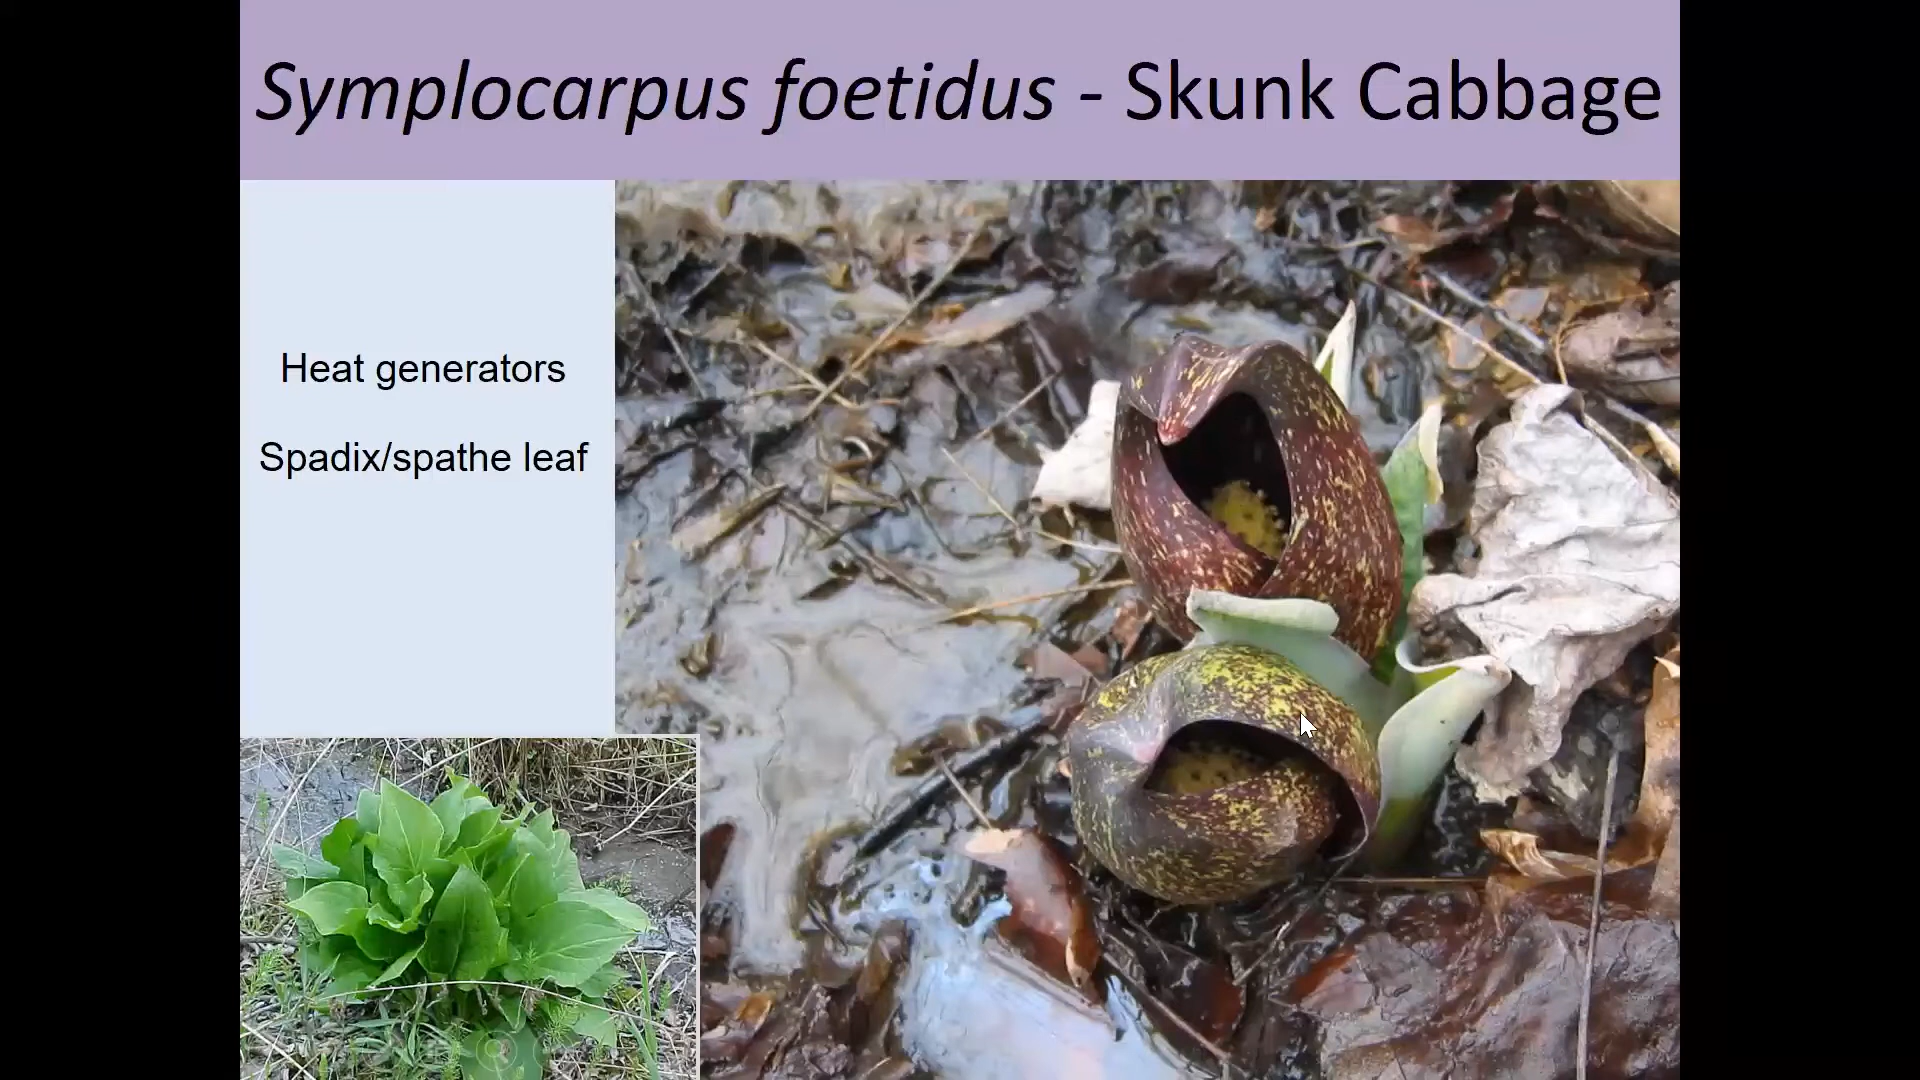 Symplocarpus foetidus - Skunk Cabbage
Heat generators
Spadix/spathe leaf